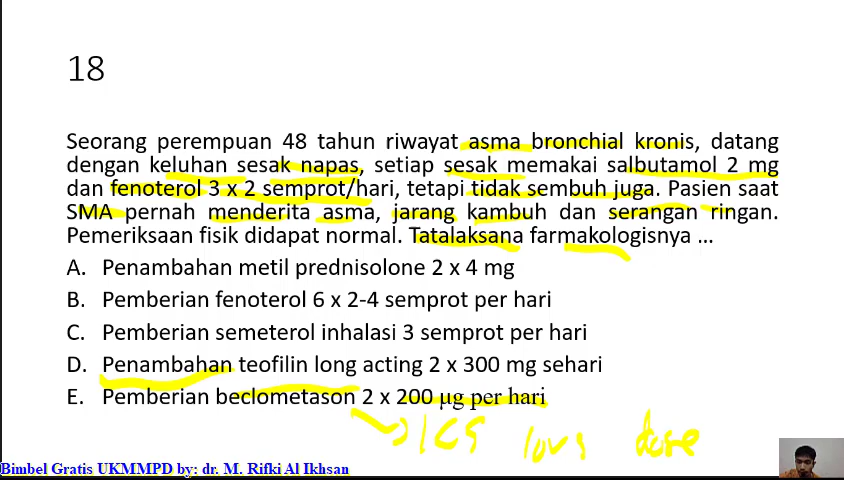 18
Seorang perempuan 48 tahun riwayat asma bronchial kronis, datang
dengan keluhan sesak napas, setiap sesak memakai salbutamol 2 mg
dan fenoterol 3 x 2 semprot/hari, tetapi tidak sembuh juga. Pasien saat
SMA pernah menderita asma, jarang kambuh dan serangan ringan.
Pemeriksaan fisik didapat normal. Tatalaksana farmakologisnya ...
A. Penambahan metil prednisolone 2 x 4 mg
B. Pemberian fenoterol 6 x 2-4 semprot per hari
C. Pemberian semeterol inhalasi 3 semprot per hari
D. Penambahan teofilin long acting 2 x 300 mg sehari
E. Pemberian beclometason 2 x 200 μg per hari
ICS dose
Bimbel Gratis UKMMPD by: dr. M. Rifki Al Ikhsan